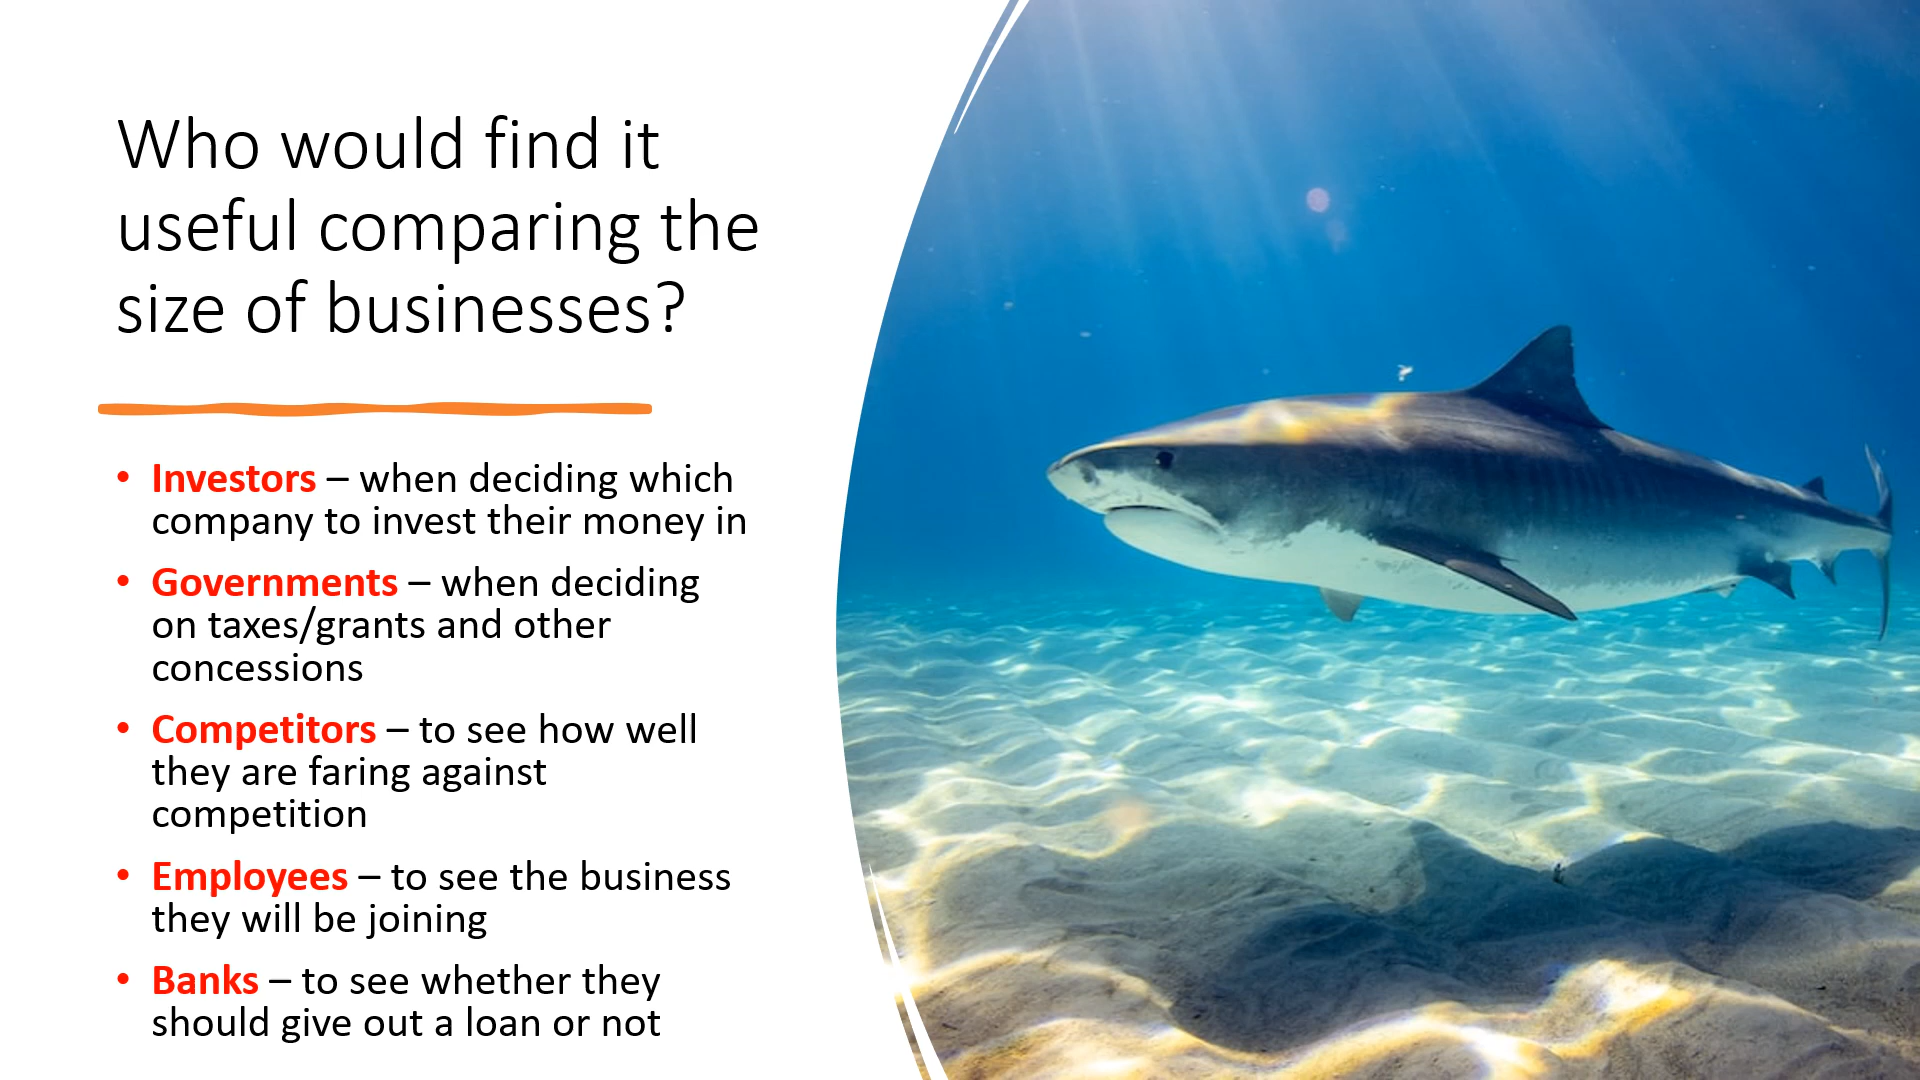 Who would find it
useful comparing the
size of businesses?
• Investors – when deciding which
company to invest their money in
• Governments – when deciding
on taxes/grants and other
concessions
• Competitors – to see how well
they are faring against
competition
• Employees – to see the business
they will be joining
• Banks – to see whether they
should give out a loan or not